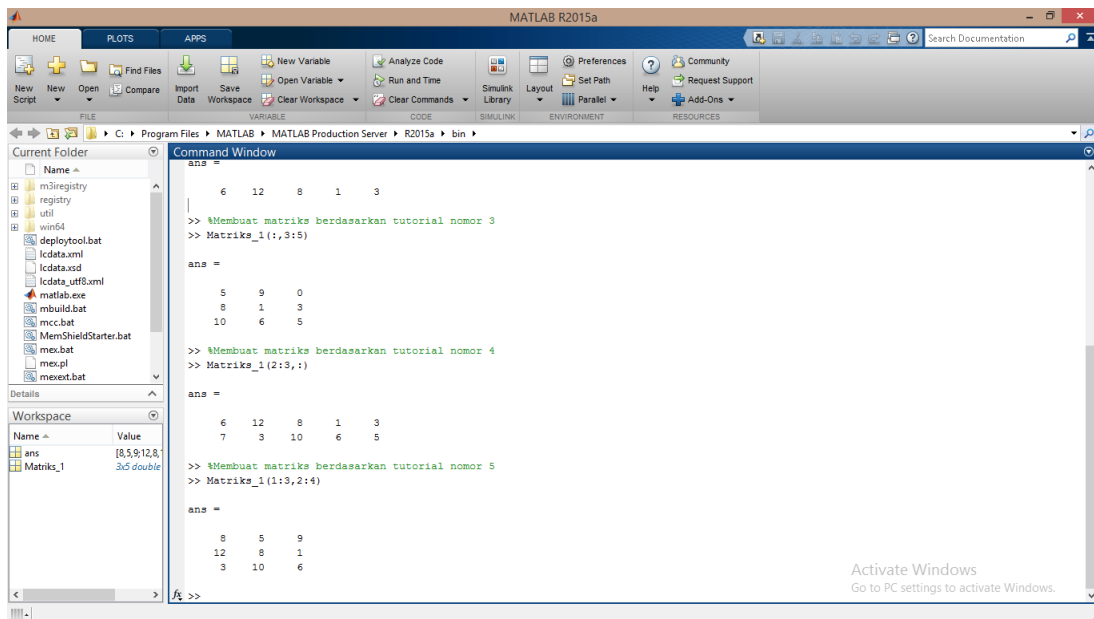 MATLAB R2015a
HOME PLOTS APPS
Search Documentation
New Script
New
Open
Find Files
Compare
FILE
Import Data
Save Workspace
New Variable
Open Variable
Clear Workspace
VARIABLE
Analyze Code
Run and Time
Clear Commands
CODE
Simulink Library
SIMULINK
Layout
Preferences
Set Path
Parallel
ENVIRONMENT
Help
Community
Request Support
Add-Ons
RESOURCES
C: Program Files MATLAB MATLAB Production Server R2015a bin
Current Folder
Name
m3iregistry
registry
util
win64
deploytool.bat
lcdata.xml
lcdata.xsd
lcdata_utf8.xml
matlab.exe
mbuild.bat
mcc.bat
MemShieldStarter.bat
mex.bat
mex.pl
mexext.bat
Details
Workspace
Name Value
ans [8,5,9;12,8,1
Matriks_1 3x5 double
Command Window
ans =
6 12 8 1 3
>> %Membuat matriks berdasarkan tutorial nomor 3
>> Matriks_1(:,3:5)
ans =
5 9 0
8 1 3
10 6 5
>> %Membuat matriks berdasarkan tutorial nomor 4
>> Matriks_1(2:3,:)
ans =
6 12 8 1 3
7 3 10 6 5
>> %Membuat matriks berdasarkan tutorial nomor 5
>> Matriks_1(1:3,2:4)
ans =
8 5 9
12 8 1
3 10 6
fx >>
Activate Windows
Go to PC settings to activate Windows.